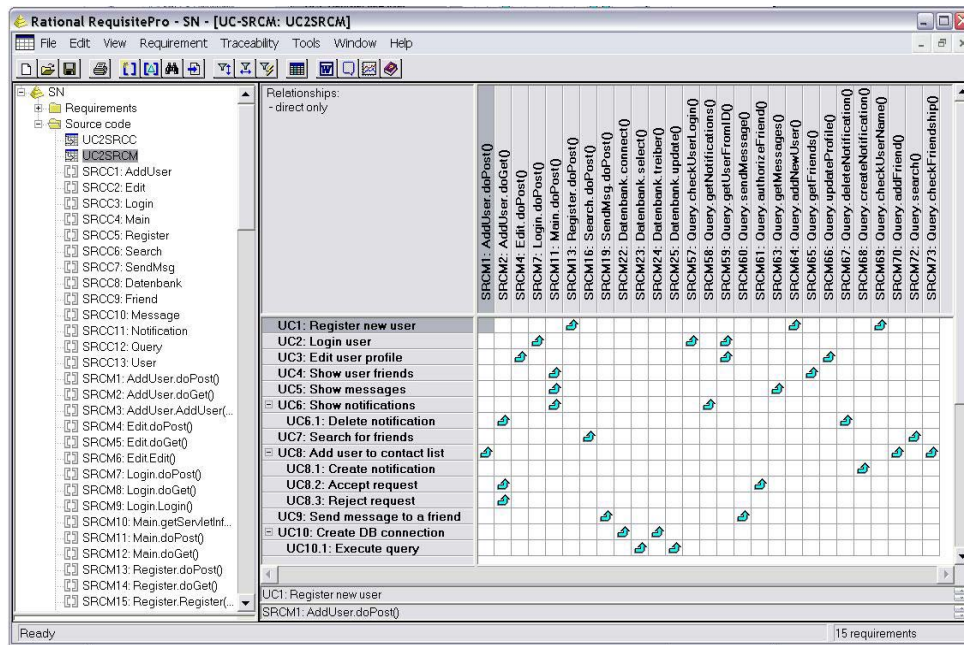 Rational RequisitePro - SN - [UC-SRCM: UC2SRCM]
File Edit View Requirement Traceability Tools Window Help
SN
Requirements
Source code
UC2SRCC
UC2SRCM
SRCC1: AddUser
SRCC2: Edit
SRCC3: Login
SRCC4: Main
SRCC5: Register
SRCC6: Search
SRCC7: SendMsg
SRCC8: Datenbank
SRCC9: Friend
SRCC10: Message
SRCC11: Notification
SRCC12: Query
SRCC13: User
SRCM1: AddUser.doPost()
SRCM2: AddUser.doGet()
SRCM3: AddUser.AddUser(...
SRCM4: Edit.doPost()
SRCM5: Edit.doGet()
SRCM6: Edit.Edit()
SRCM7: Login.doPost()
SRCM8: Login.doGet()
SRCM9: Login.Login()
SRCM10: Main.getServletInf...
SRCM11: Main.doPost()
SRCM12: Main.doGet()
SRCM13: Register.doPost()
SRCM14: Register.doGet()
SRCM15: Register.Register(...
Relationships:
- direct only
SRCM1: AddUser.doPost()
SRCM2: AddUser.doGet()
SRCM4: Edit.doPost()
SRCM7: Login.doPost()
SRCM11: Main.doPost()
SRCM13: Register.doPost()
SRCM16: Search.doPost()
SRCM19: SendMsg.doPost()
SRCM22: Datenbank.connect()
SRCM23: Datenbank.select()
SRCM24: Datenbank.treiber()
SRCM25: Datenbank.update()
SRCM57: Query.checkUserLogin()
SRCM58: Query.getNotifications()
SRCM59: Query.getUserFromID()
SRCM60: Query.sendMessage()
SRCM61: Query.authorizeFriend()
SRCM63: Query.getMessages()
SRCM64: Query.addNewUser()
SRCM65: Query.getFriends()
SRCM66: Query.updateProfile()
SRCM67: Query.deleteNotification()
SRCM68: Query.createNotification()
SRCM69: Query.checkUserName()
SRCM70: Query.addFriend()
SRCM72: Query.search()
SRCM73: Query.checkFriendship()
UC1: Register new user
UC2: Login user
UC3: Edit user profile
UC4: Show user friends
UC5: Show messages
UC6: Show notifications
UC6.1: Delete notification
UC7: Search for friends
UC8: Add user to contact list
UC8.1: Create notification
UC8.2: Accept request
UC8.3: Reject request
UC9: Send message to a friend
UC10: Create DB connection
UC10.1: Execute query
UC1: Register new user
SRCM1: AddUser.doPost()
Ready
15 requirements